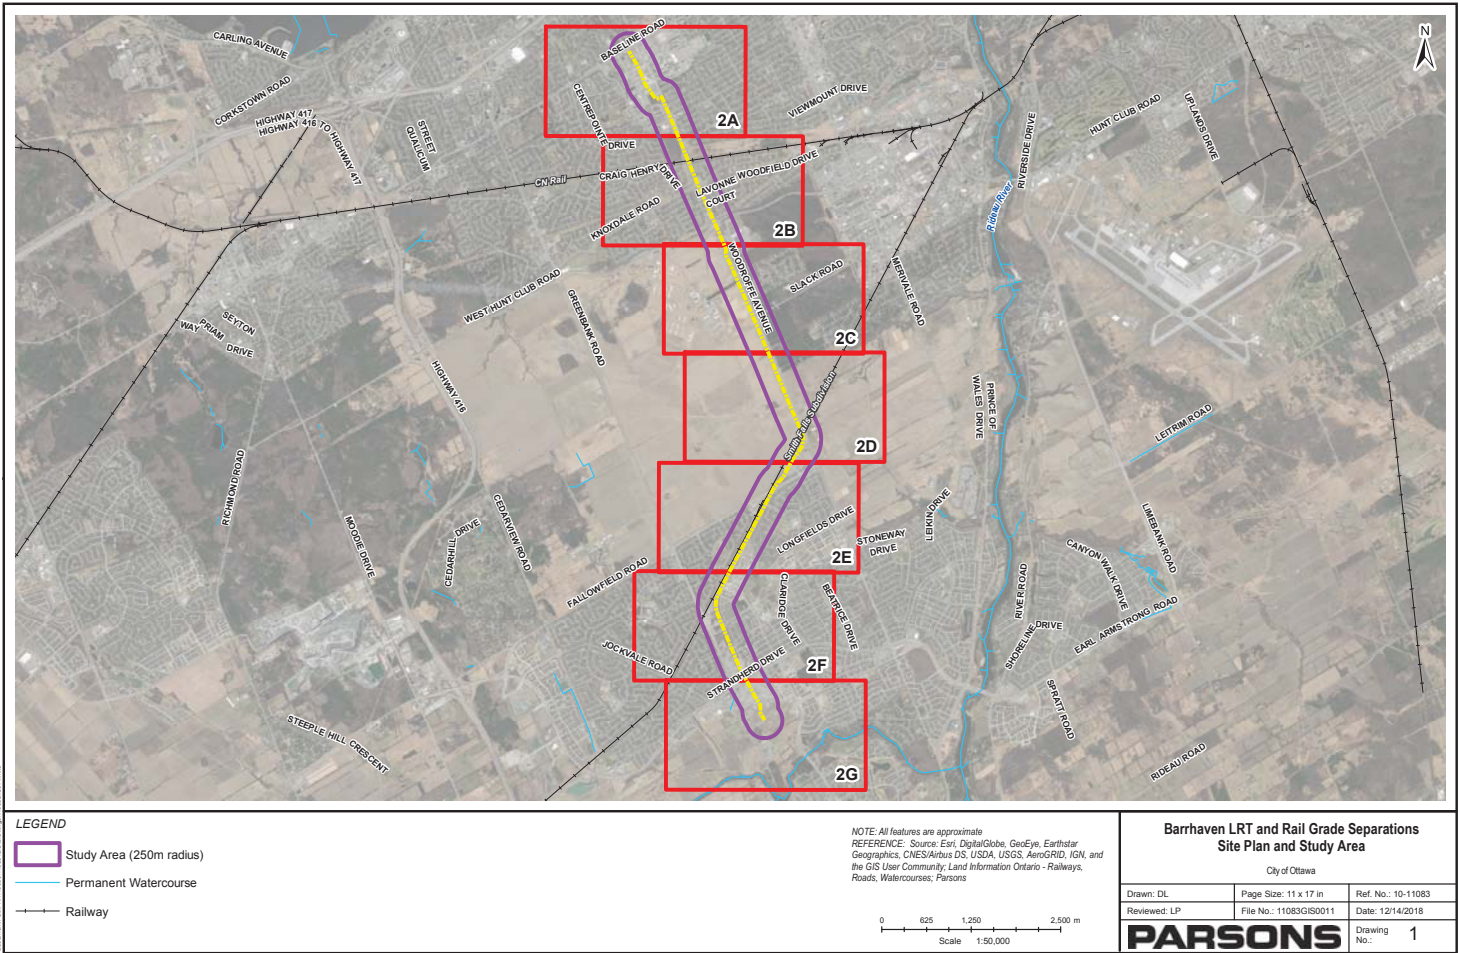 N
CARLING AVENUE
BASELINE ROAD
CORKSTOWN ROAD
HIGHWAY 417
HIGHWAY 416
TO HIGHWAY 417
STREET
QUALICUM
CENTREPOINTE
DRIVE
VIEWMOUNT DRIVE
HUNT CLUB ROAD
UPLANDS DRIVE
RIVERSIDE DRIVE
2A
CN Rail
CRAIG HENRY
DRIVE
LAVONNE WOODFIELD DRIVE
COURT
KNOXDALE ROAD
Rideau River
2B
WOODROFFE AVENUE
SLACK ROAD
MERIVALE ROAD
WEST HUNT CLUB ROAD
GREENBANK ROAD
SEYTON
PRIAM DRIVE
WAY
2C
HIGHWAY 416
Smith Falls Subdivision
PRINCE OF
WALES DRIVE
LEITRIM ROAD
2D
RICHMOND ROAD
MOODIE DRIVE
CEDARHILL DRIVE
CEDARVIEW ROAD
LONGFIELDS DRIVE
STONEWAY
DRIVE
LEIKIN DRIVE
LIMEBANK ROAD
CANYON WALK DRIVE
2E
FALLOWFIELD ROAD
CLARIDGE DRIVE
BEATRICE DRIVE
RIVER ROAD
SHORELINE DRIVE
EARL ARMSTRONG ROAD
JOCKVALE ROAD
STRANDHERD DRIVE
2F
SPRATT ROAD
STEEPLE HILL CRESCENT
RIDEAU ROAD
2G
LEGEND
Study Area (250m radius)
Permanent Watercourse
Railway
NOTE: All features are approximate
REFERENCE: Source: Esri, DigitalGlobe, GeoEye, Earthstar
Geographics, CNES/Airbus DS, USDA, USGS, AeroGRID, IGN, and
the GIS User Community; Land Information Ontario - Railways,
Roads, Watercourses; Parsons
0 625 1,250 2,500 m
Scale 1:50,000
Barrhaven LRT and Rail Grade Separations
Site Plan and Study Area
City of Ottawa
Drawn: DL Page Size: 11 x 17 in Ref. No.: 10-11083
Reviewed: LP File No.: 11083GIS0011 Date: 12/14/2018
PARSONS
Drawing
No.: 1